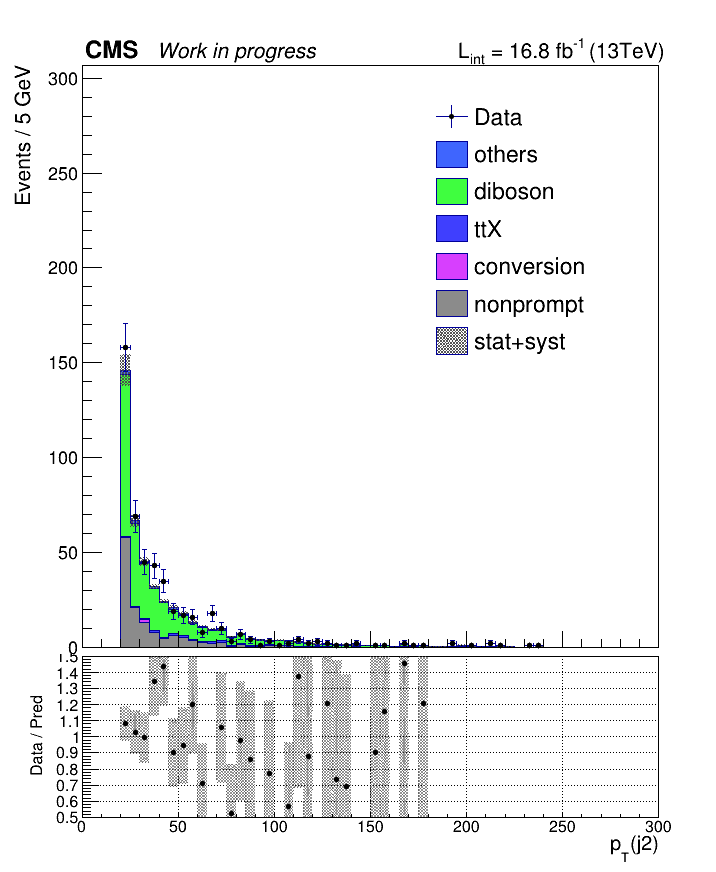 CMS Work in progress L_int = 16.8 fb^-1 (13TeV)
Events / 5 GeV
300
250
200
150
100
50
0
Data
others
diboson
ttX
conversion
nonprompt
stat+syst
Data / Pred
1.5
1.4
1.3
1.2
1.1
1
0.9
0.8
0.7
0.6
0.5
0 50 100 150 200 250 300
p_T(j2)